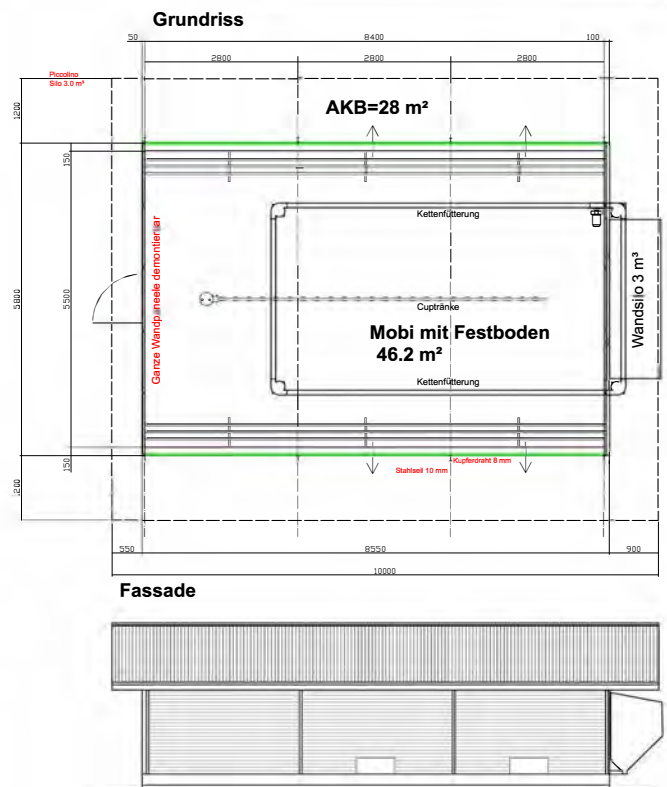 Grundriss
50
8400
100
2800
2800
2800
Piccolino
Silo 3.0 m³
1200
AKB=28 m²
150
Kettenfütterung
Ganze Wandpaneele demontierbar
5800
5500
Wandsilo 3 m³
Cuptränke
Mobi mit Festboden
46.2 m²
Kettenfütterung
150
Kupferdraht 8 mm
Stahlseil 10 mm
1200
550
8550
900
10000
Fassade